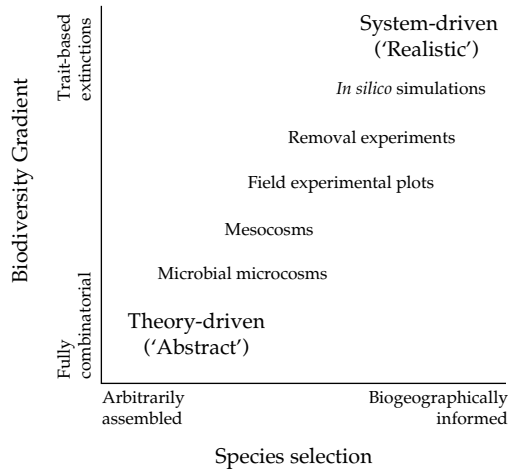 System-driven
(‘Realistic’)
In silico simulations
Removal experiments
Field experimental plots
Mesocosms
Microbial microcosms
Theory-driven
(‘Abstract’)
Biodiversity Gradient
Trait-based
extinctions
Fully
combinatorial
Arbitrarily
assembled
Biogeographically
informed
Species selection